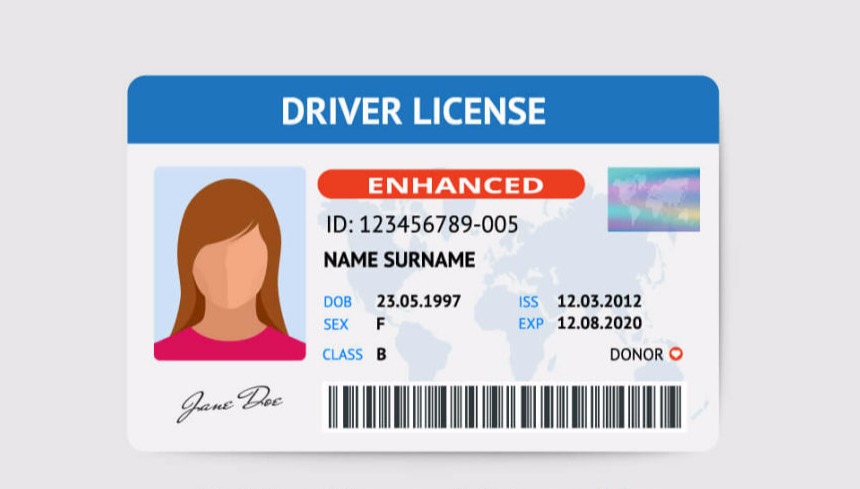 DRIVER LICENSE
ENHANCED
ID: 123456789-005
NAME SURNAME
DOB 23.05.1997 ISS 12.03.2012
SEX F EXP 12.08.2020
CLASS B DONOR
Jane Doe